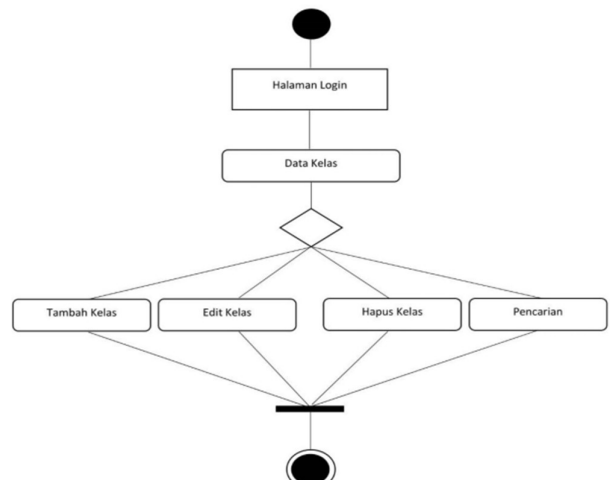 Halaman Login
Data Kelas
Tambah Kelas
Edit Kelas
Hapus Kelas
Pencarian